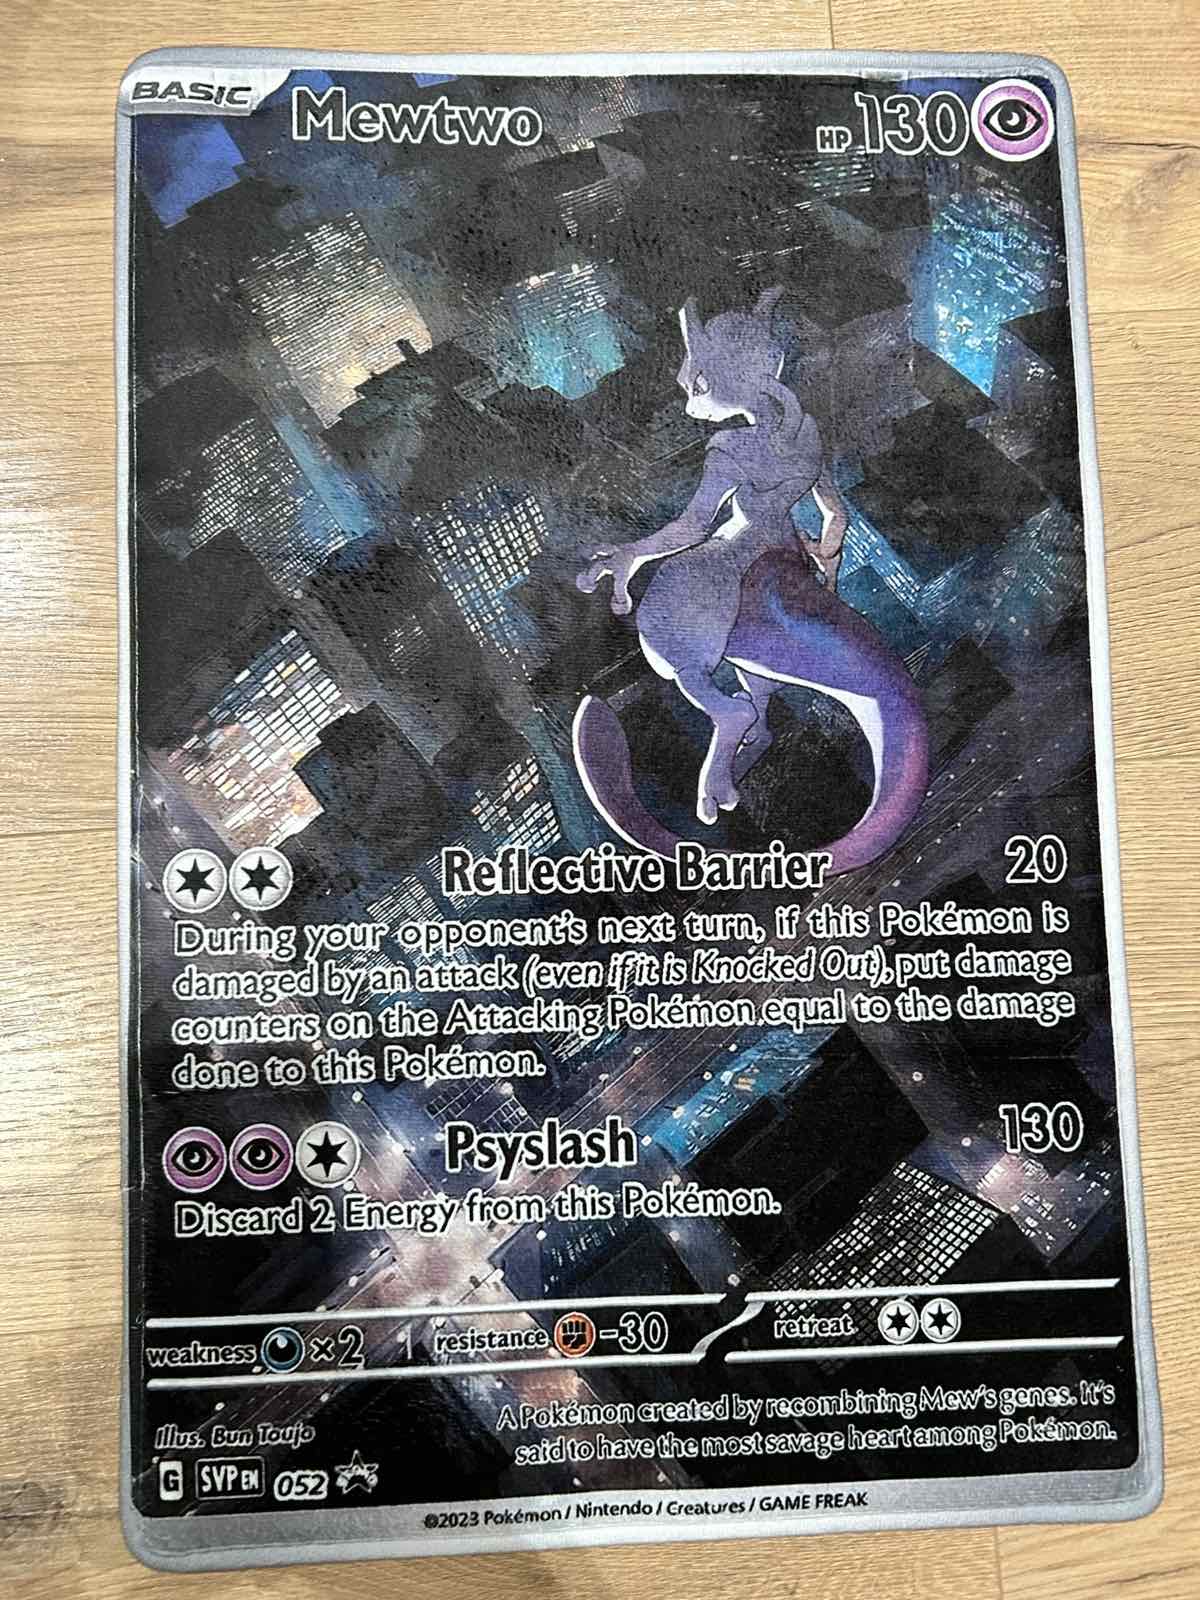 BASIC Mewtwo HP 130
Reflective Barrier 20
During your opponent's next turn, if this Pokémon is
damaged by an attack (even if it is Knocked Out), put damage
counters on the Attacking Pokémon equal to the damage
done to this Pokémon.
Psyslash 130
Discard 2 Energy from this Pokémon.
weakness ×2 resistance -30 retreat
A Pokémon created by recombining Mew's genes. It's
said to have the most savage heart among Pokémon.
Illus. Bun Toujo
G SVP EN 052
©2023 Pokémon / Nintendo / Creatures / GAME FREAK